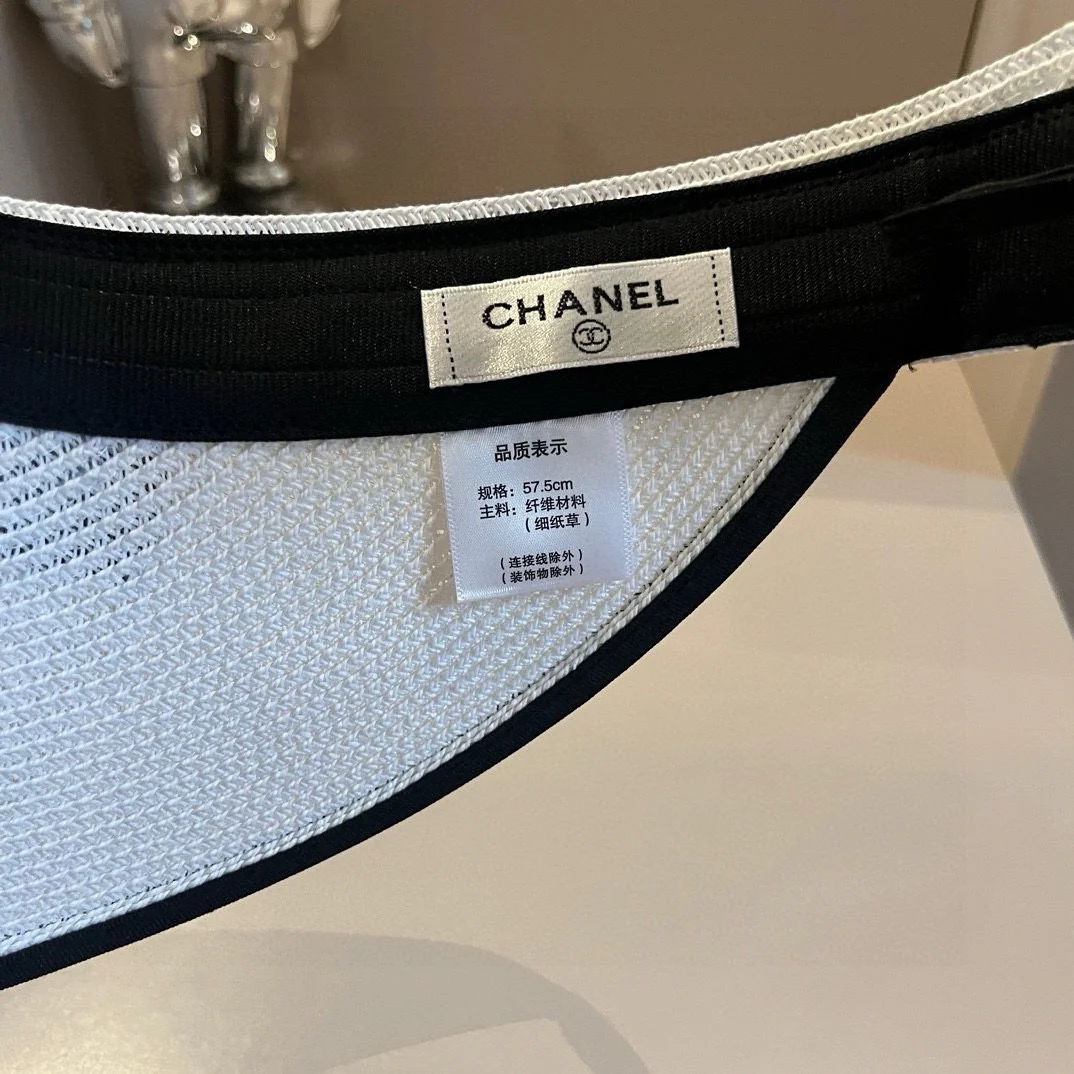 CHANEL
品质表示
规格：57.5cm
主料：纤维材料
（细纸草）
（连接线除外）
（装饰物除外）